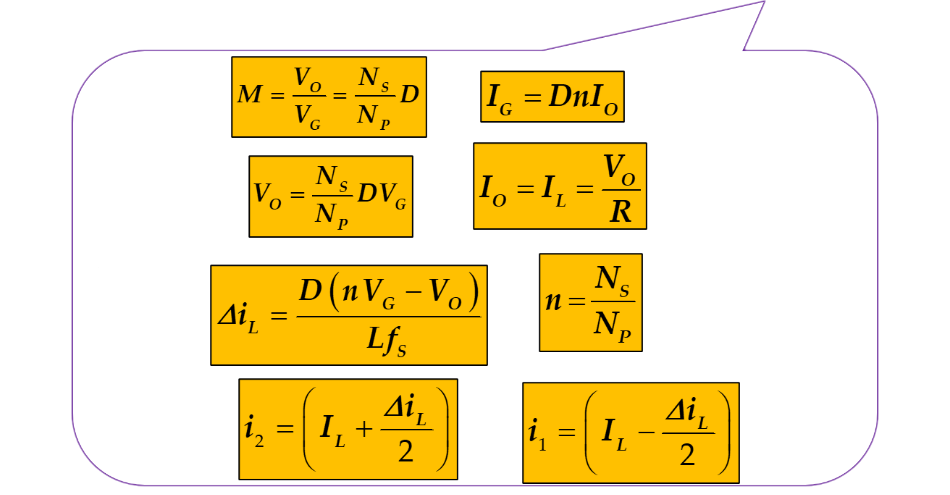 M = V_O / V_G = N_S / N_P D
I_G = DnI_O
V_O = N_S / N_P DV_G
I_O = I_L = V_O / R
Δi_L = D(nV_G − V_O) / Lf_S
n = N_S / N_P
i_2 = (I_L + Δi_L / 2)
i_1 = (I_L − Δi_L / 2)